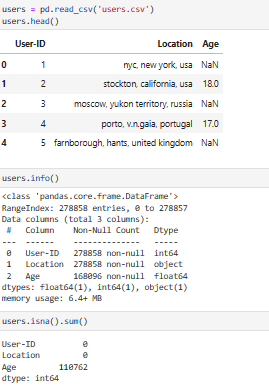 users = pd.read_csv('users.csv')
users.head()
User-ID Location Age
0 1 nyc, new york, usa NaN
1 2 stockton, california, usa 18.0
2 3 moscow, yukon territory, russia NaN
3 4 porto, v.n.gaia, portugal 17.0
4 5 farnborough, hants, united kingdom NaN
users.info()
<class 'pandas.core.frame.DataFrame'>
RangeIndex: 278858 entries, 0 to 278857
Data columns (total 3 columns):
# Column Non-Null Count Dtype
--- ------ -------------- -----
0 User-ID 278858 non-null int64
1 Location 278858 non-null object
2 Age 168096 non-null float64
dtypes: float64(1), int64(1), object(1)
memory usage: 6.4+ MB
users.isna().sum()
User-ID 0
Location 0
Age 110762
dtype: int64